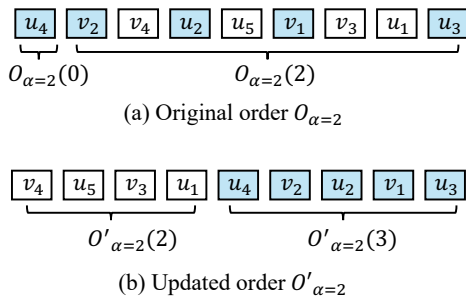 u₄ v₂ v₄ u₂ u₅ v₁ v₃ u₁ u₃
O_{α=2}(0) O_{α=2}(2)
(a) Original order O_{α=2}
v₄ u₅ v₃ u₁ u₄ v₂ u₂ v₁ u₃
O'_{α=2}(2) O'_{α=2}(3)
(b) Updated order O'_{α=2}